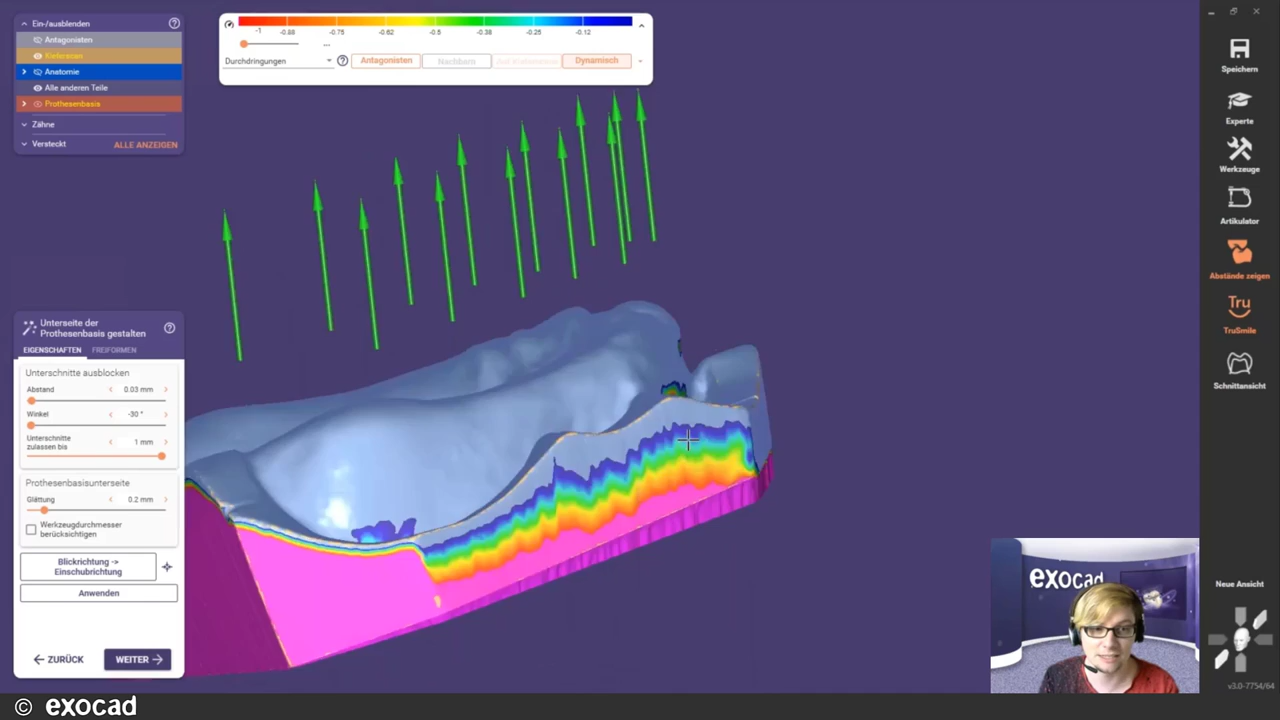 Ein-/ausblenden
Antagonisten
Kieferscan
Anatomie
Alle anderen Teile
Prothesenbasis
Zähne
Versteckt ALLE ANZEIGEN
-1 -0.88 -0.75 -0.62 -0.5 -0.38 -0.25 -0.12
...
Durchdringungen Antagonisten Nachbarn Dynamisch
Speichern
Experte
Werkzeuge
Artikulator
Abstände zeigen
Tru
TruSmile
Schnittansicht
Unterseite der
Prothesenbasis gestalten
EIGENSCHAFTEN FREIFORMEN
Unterschnitte ausblocken
Abstand 0.03 mm
Winkel -30 °
Unterschnitte
zulassen bis 1 mm
Prothesenbasisunterseite
Glättung 0.2 mm
Werkzeugdurchmesser
berücksichtigen
Blickrichtung ->
Einschubrichtung
Anwenden
ZURÜCK WEITER
exocad
Neue Ansicht
v3.0-7754/64
© exocad